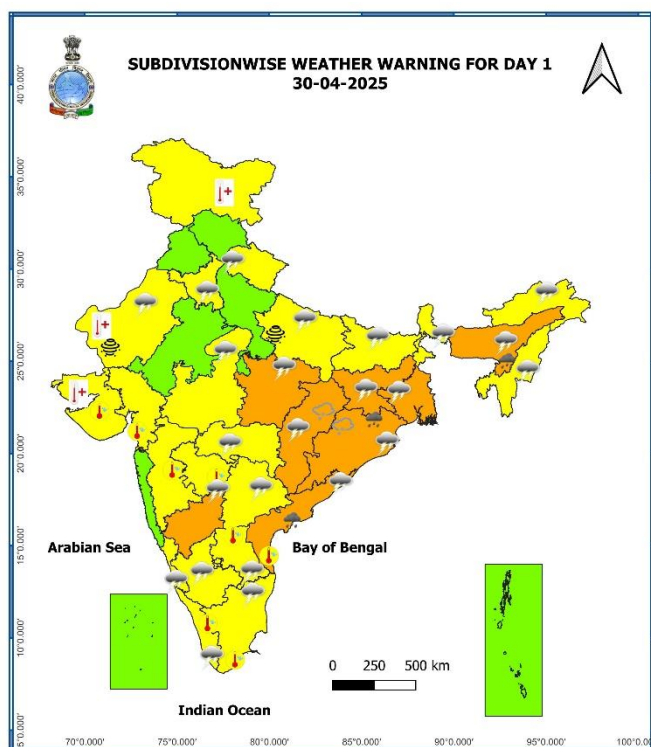 SUBDIVISIONWISE WEATHER WARNING FOR DAY 1
30-04-2025
40°0.000'
35°0.000'
30°0.000'
25°0.000'
20°0.000'
15°0.000'
10°0.000'
5°0.000'
Arabian Sea
Bay of Bengal
0 250 500 km
Indian Ocean
70°0.000' 75°0.000' 80°0.000' 85°0.000' 90°0.000' 95°0.000' 100°0.0